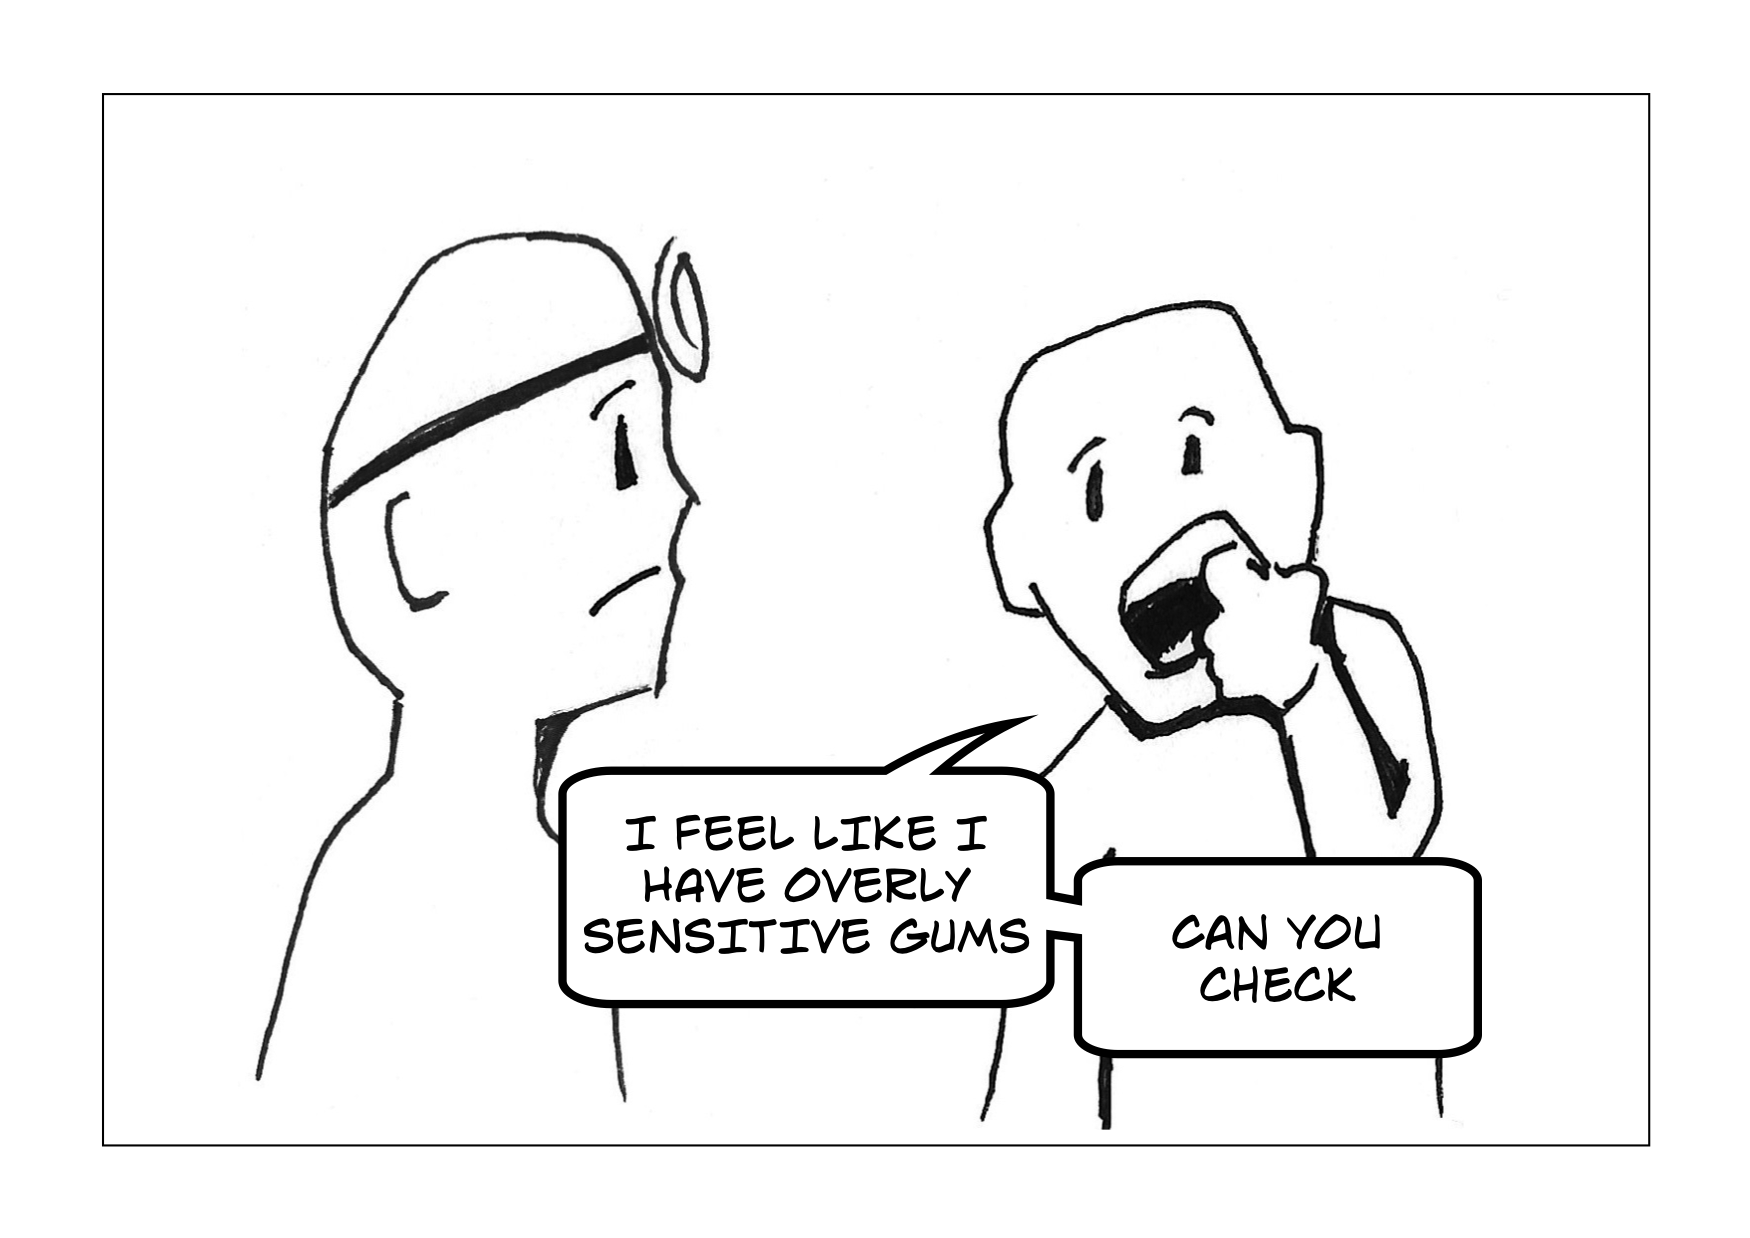 I FEEL LIKE I
HAVE OVERLY
SENSITIVE GUMS
CAN YOU
CHECK